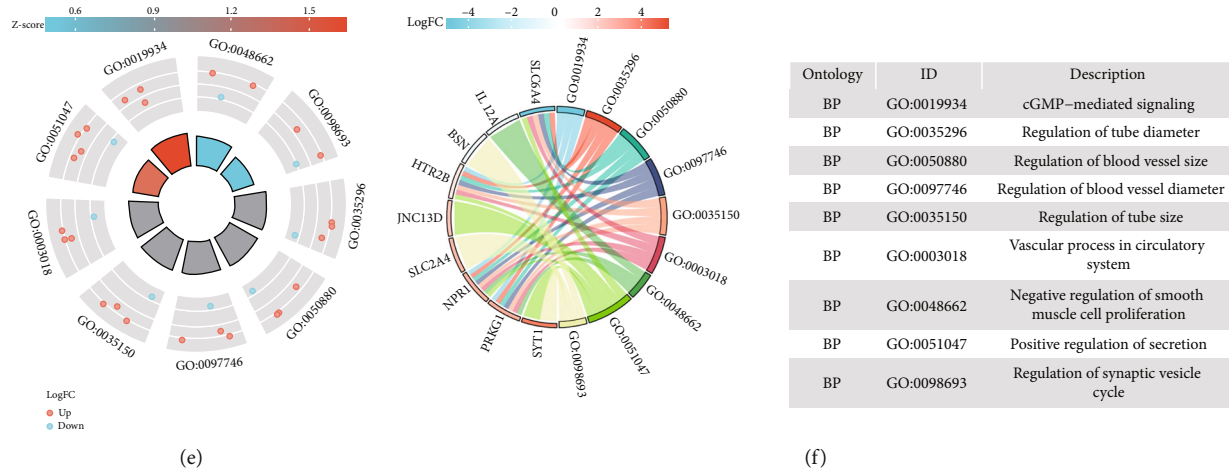 Z-score
0.6
0.9
1.2
1.5
GO:0048662
GO:0098693
GO:0035296
GO:0050880
GO:0097746
GO:0035150
GO:0003018
GO:0051047
GO:0019934
LogFC
Up
Down
(e)
LogFC
−4
−2
0
2
4
GO:0019934
GO:0035296
GO:0050880
GO:0097746
GO:0035150
GO:0003018
GO:0048662
GO:0051047
GO:0098693
SYT1
PRKG1
NPR1
SLC2A4
JNC13D
HTR2B
BSN
IL 12A
SLC6A4
Ontology ID Description
BP GO:0019934 cGMP−mediated signaling
BP GO:0035296 Regulation of tube diameter
BP GO:0050880 Regulation of blood vessel size
BP GO:0097746 Regulation of blood vessel diameter
BP GO:0035150 Regulation of tube size
BP GO:0003018 Vascular process in circulatory
system
BP GO:0048662 Negative regulation of smooth
muscle cell proliferation
BP GO:0051047 Positive regulation of secretion
BP GO:0098693 Regulation of synaptic vesicle
cycle
(f)